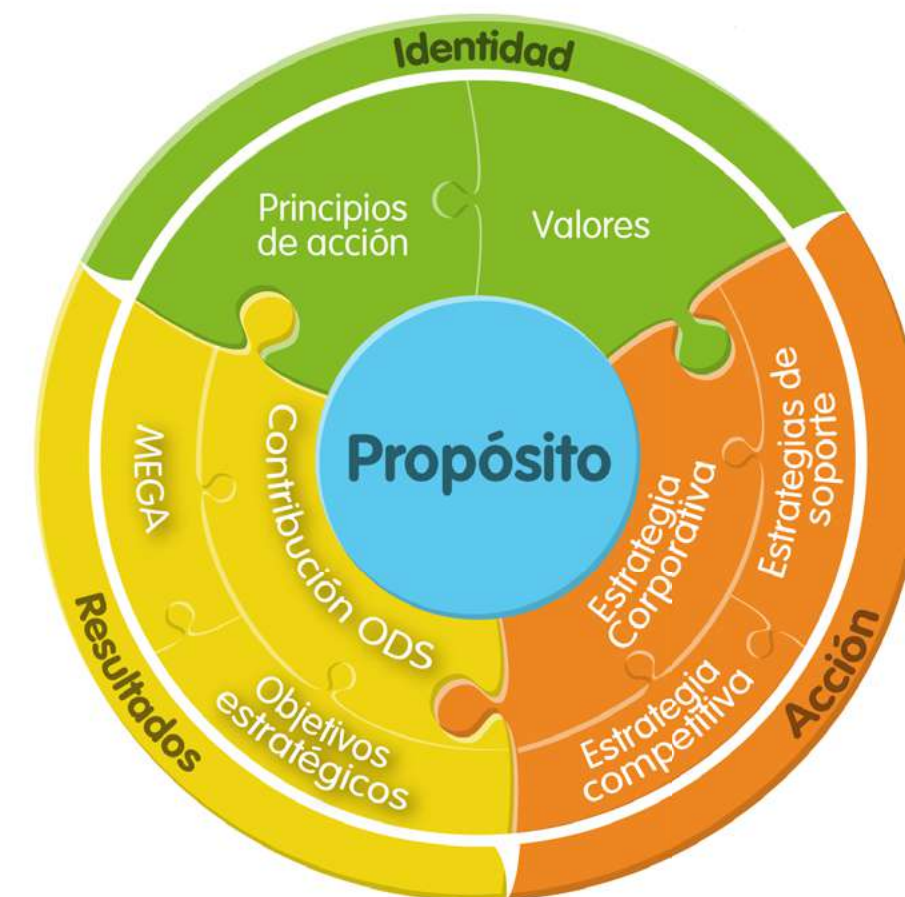 Identidad
Principios
de acción
Valores
Propósito
MEGA
Contribución ODS
Objetivos
estratégicos
Resultados
Estrategia
Corporativa
Estrategias de
soporte
Estrategia
competitiva
Acción